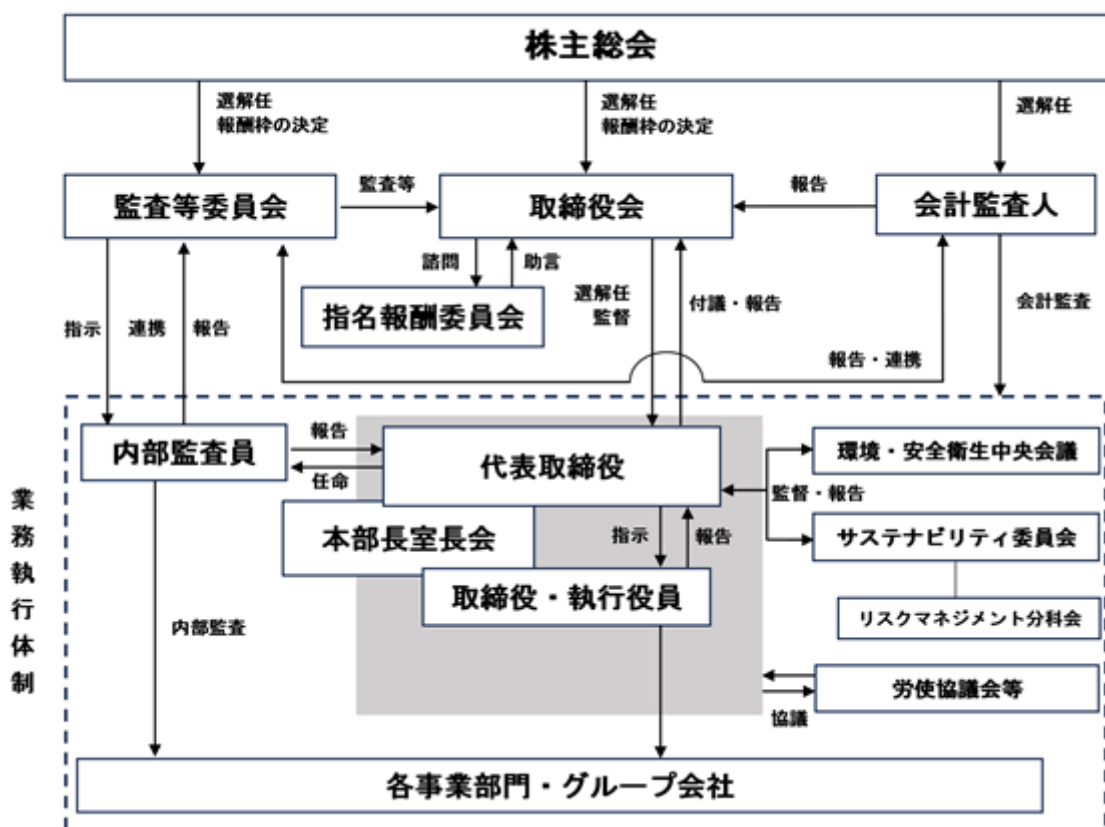 株主総会
選解任
報酬枠の決定
選解任
報酬枠の決定
選解任
監査等委員会
監査等
取締役会
報告
会計監査人
諮問
助言
指名報酬委員会
選解任
監督
付議・報告
会計監査
指示
連携
報告
報告・連携
業務執行体制
内部監査員
報告
任命
代表取締役
環境・安全衛生中央会議
監督・報告
本部長室長会
指示
報告
サステナビリティ委員会
取締役・執行役員
リスクマネジメント分科会
内部監査
労使協議会等
協議
各事業部門・グループ会社